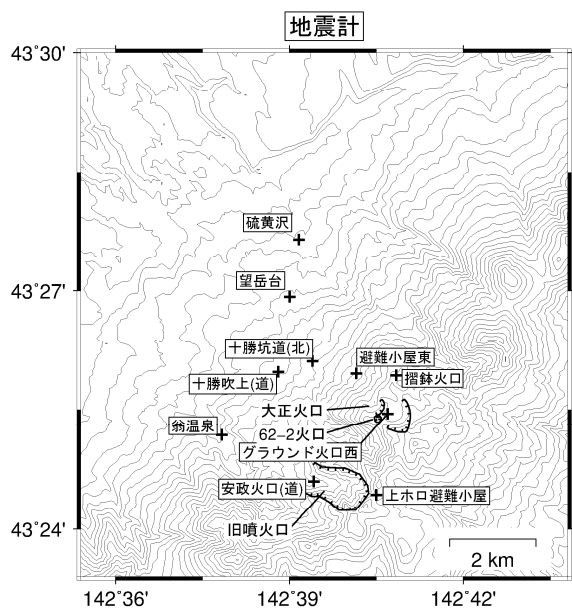 地震計
43°30'
硫黄沢
43°27'
望岳台
十勝坑道(北)
避難小屋東
十勝吹上(道)
摺鉢火口
大正火口
翁温泉
62-2火口
グラウンド火口西
安政火口(道)
上ホロ避難小屋
43°24'
旧噴火口
2 km
142°36'
142°39'
142°42'